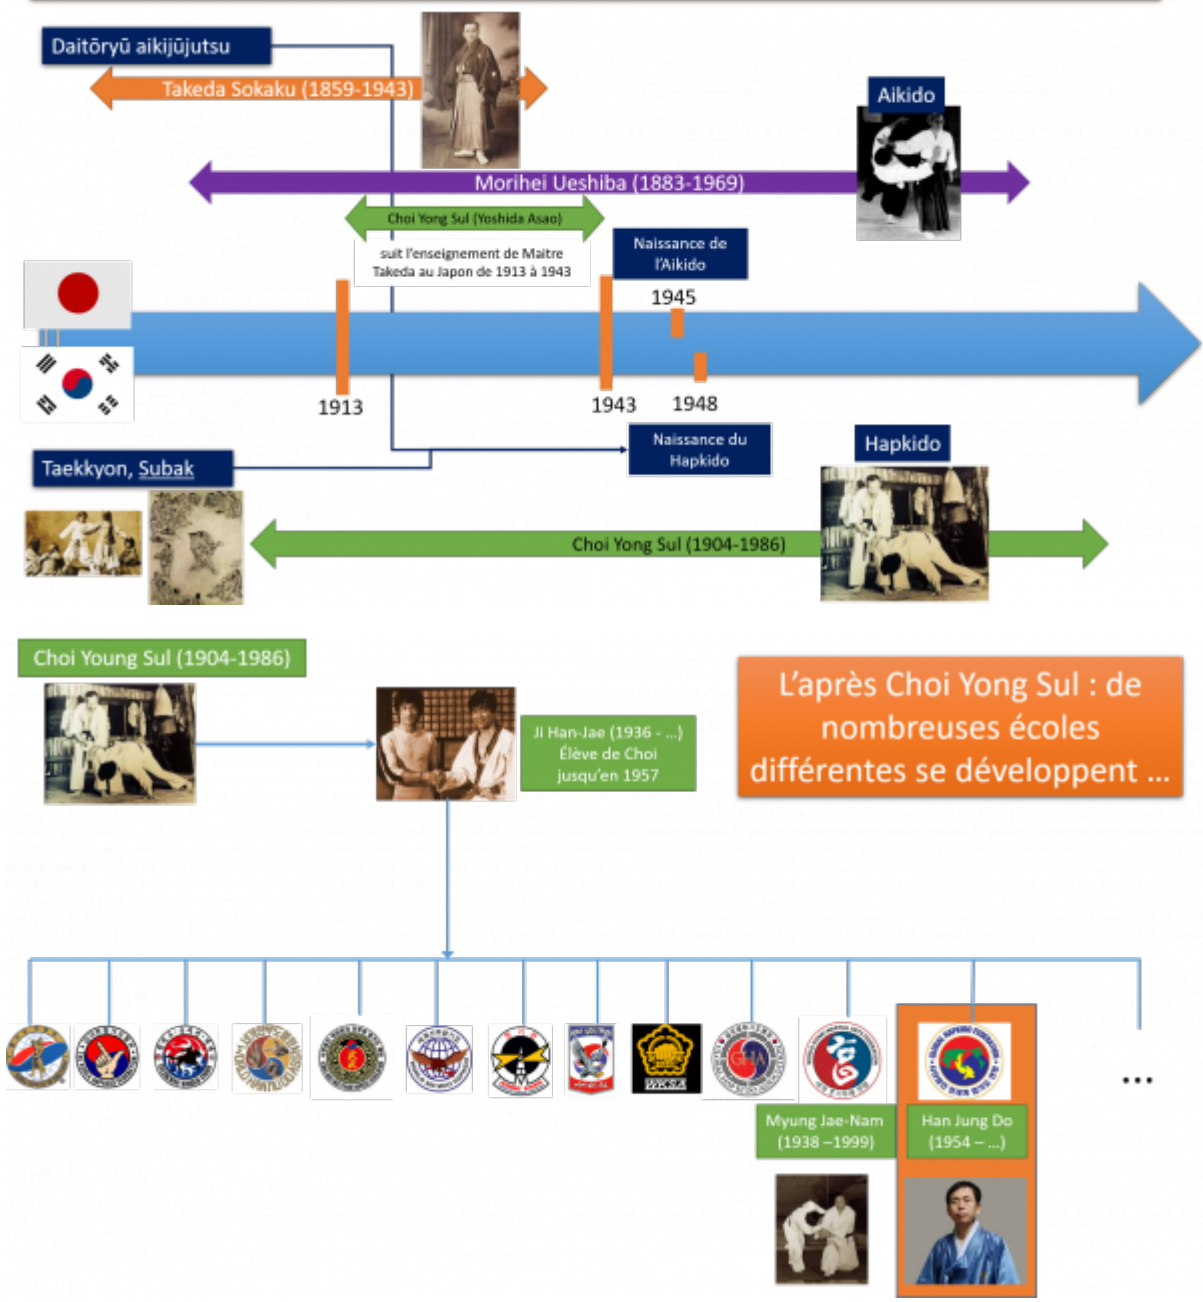 Daitōryū aikijūjutsu
Takeda Sokaku (1859-1943)
Aikido
Morihei Ueshiba (1883-1969)
Choi Yong Sul (Yoshida Asao)
suit l'enseignement de Maitre
Takeda au Japon de 1913 à 1943
Naissance de
l'Aikido
1945
1913
1943
1948
Taekkyon, Subak
Naissance du
Hapkido
Hapkido
Choi Yong Sul (1904-1986)
Choi Young Sul (1904-1986)
Ji Han-Jae (1936 - ...)
Élève de Choi
jusqu'en 1957
L'après Choi Yong Sul : de
nombreuses écoles
différentes se développent ...
GHA
...
Myung Jae-Nam
(1938 –1999)
Han Jung Do
(1954 – ...)